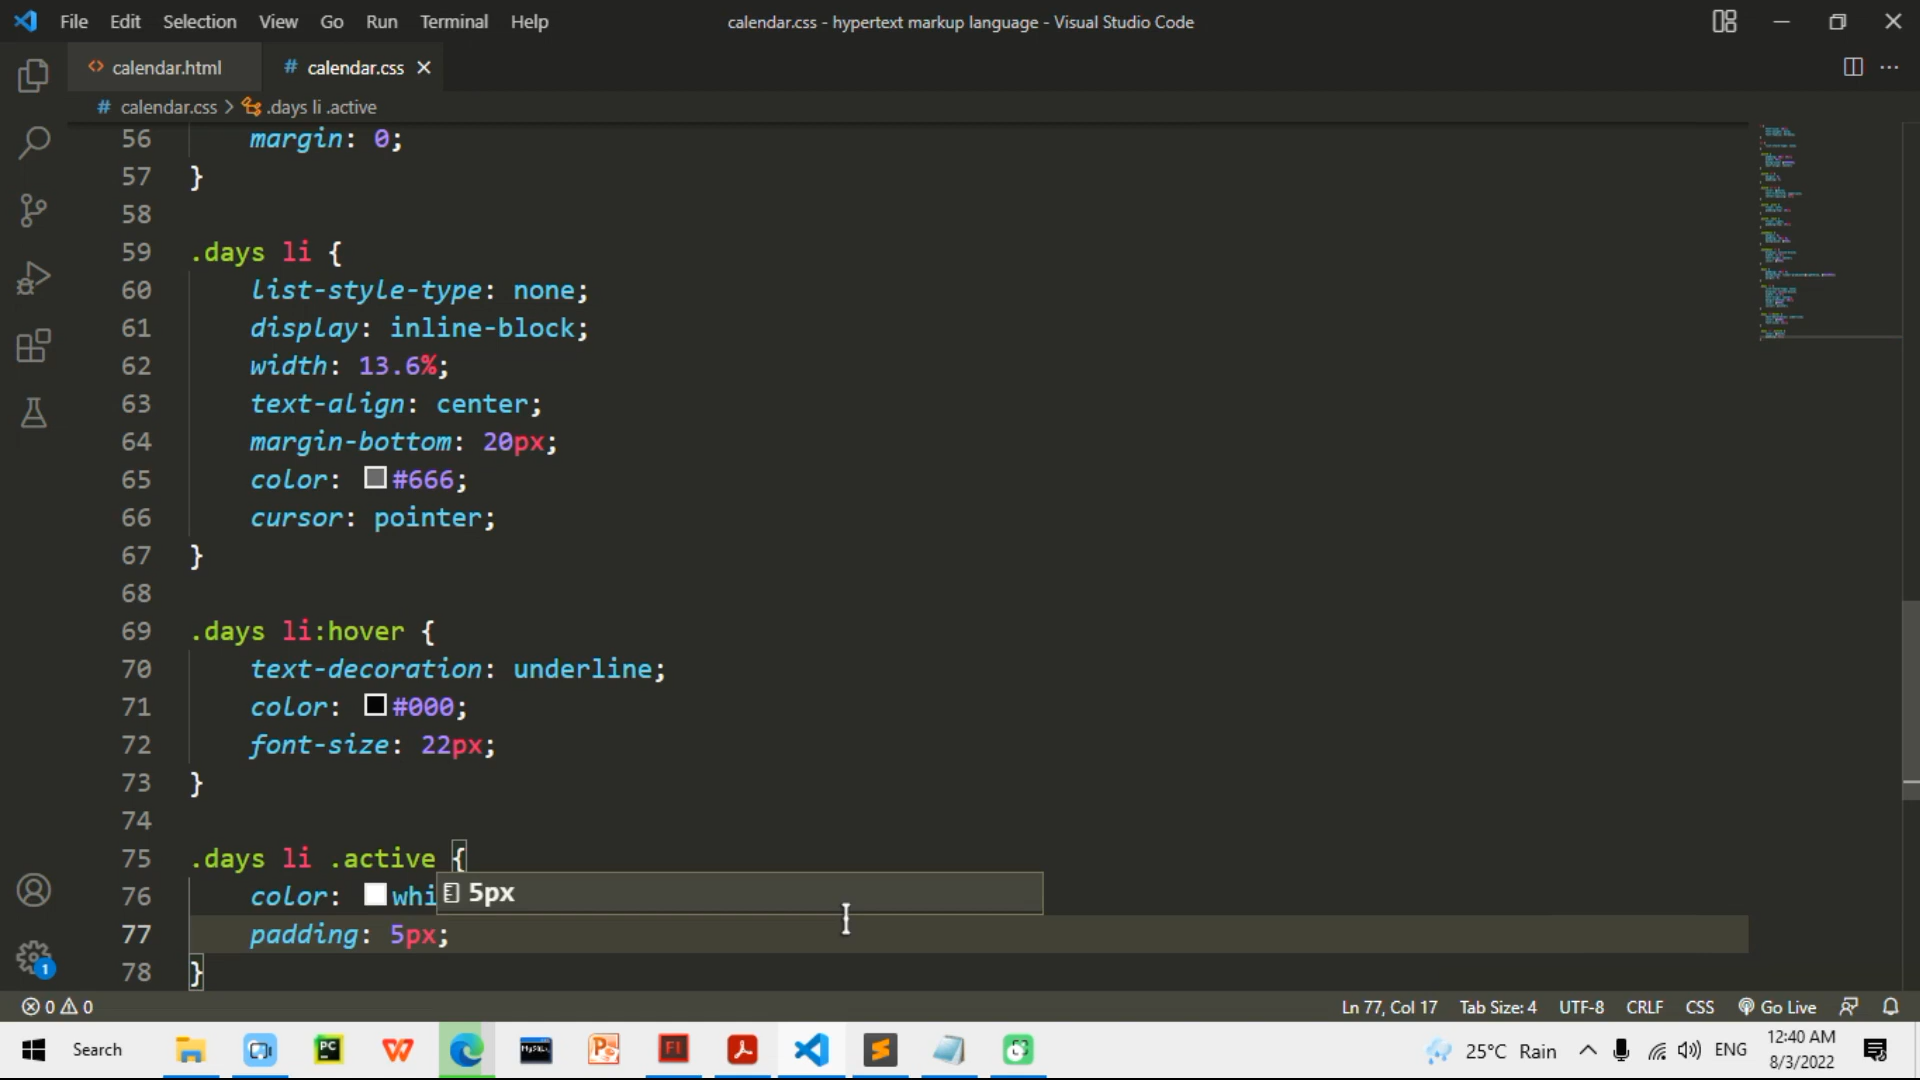 File Edit Selection View Go Run Terminal Help
calendar.css - hypertext markup language - Visual Studio Code
<> calendar.html # calendar.css ×
# calendar.css > .days li .active
56 margin: 0;
57 }
58
59 .days li {
60 list-style-type: none;
61 display: inline-block;
62 width: 13.6%;
63 text-align: center;
64 margin-bottom: 20px;
65 color: #666;
66 cursor: pointer;
67 }
68
69 .days li:hover {
70 text-decoration: underline;
71 color: #000;
72 font-size: 22px;
73 }
74
75 .days li .active {
76 color: whi
5px
77 padding: 5px;
78 }
1
0 0
Ln 77, Col 17 Tab Size: 4 UTF-8 CRLF CSS Go Live
Search
PC
MySQL
Fl
25°C Rain
ENG
12:40 AM
8/3/2022